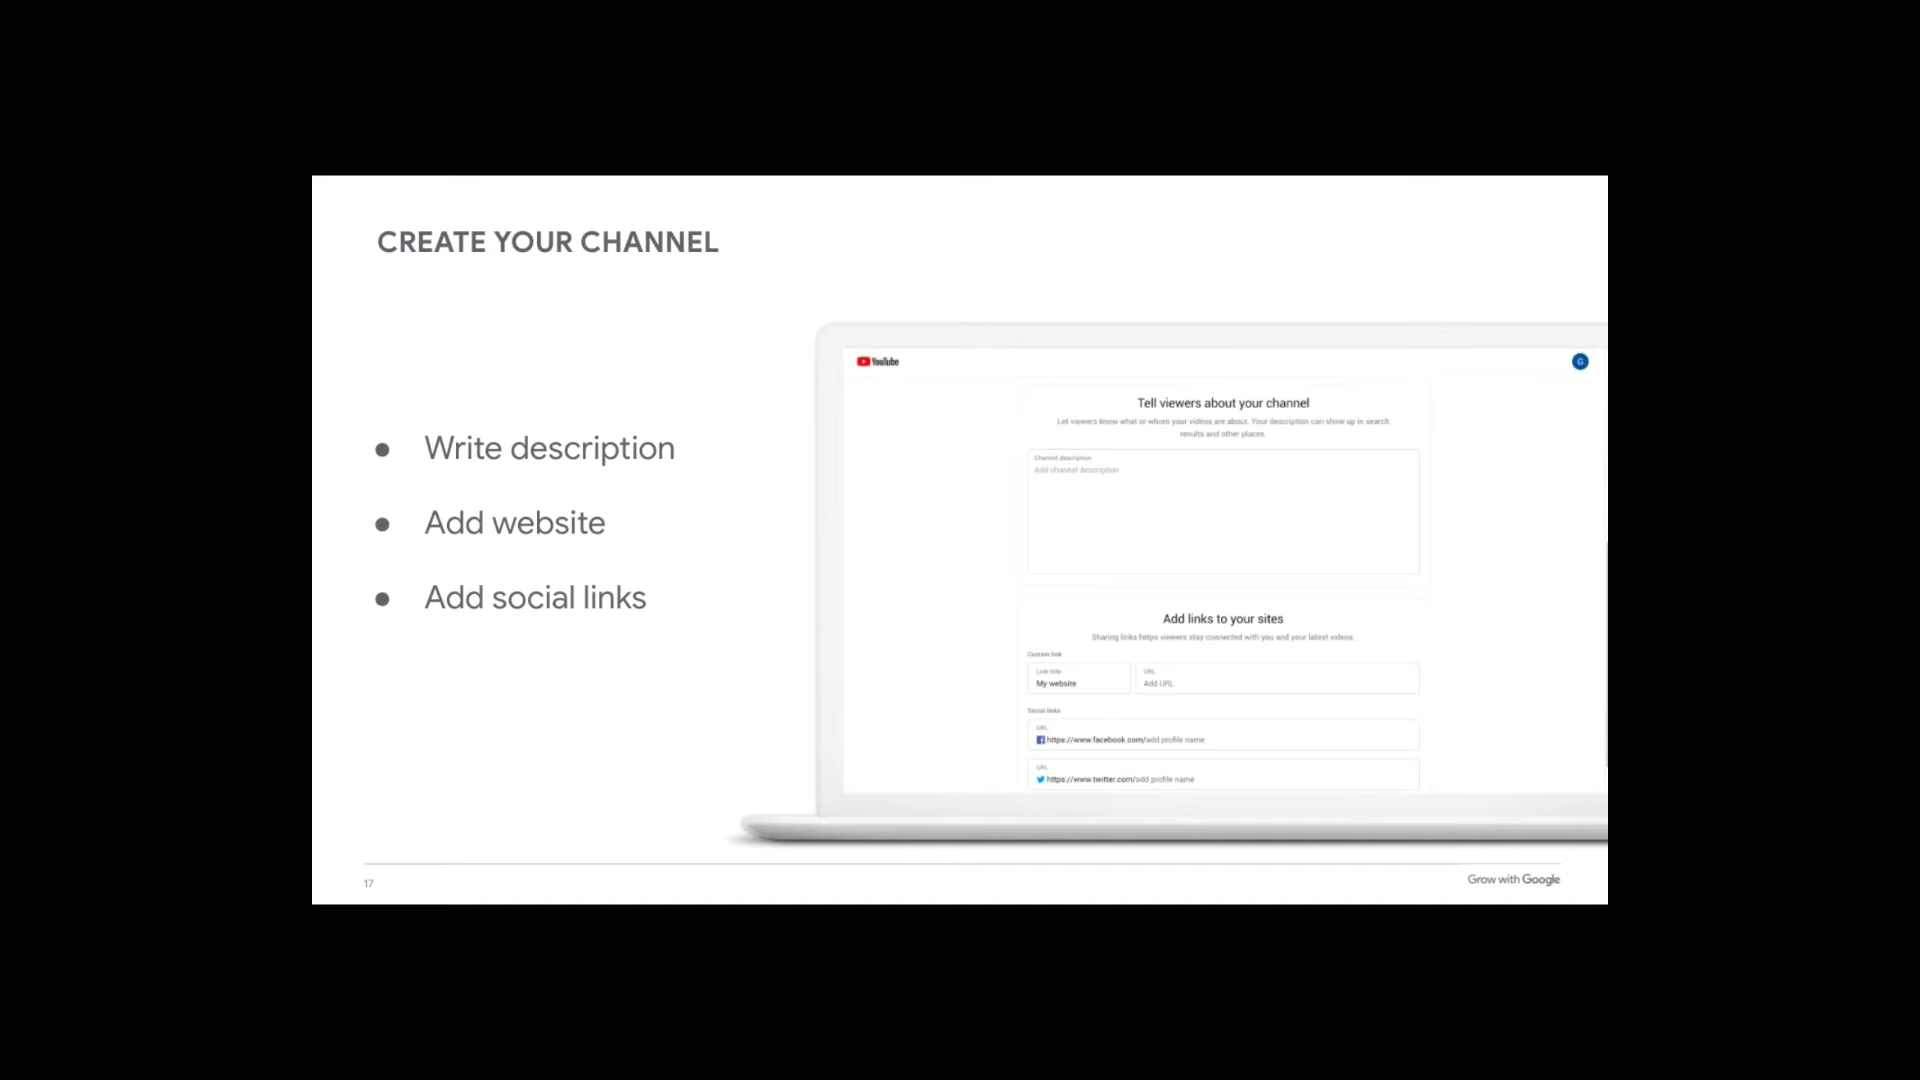 CREATE YOUR CHANNEL
● Write description
● Add website
● Add social links
YouTube
G
Tell viewers about your channel
Let viewers know what or whom your videos are about. Your description can show up in search
results and other places.
Channel description
Add channel description
Add links to your sites
Sharing links helps viewers stay connected with you and your latest videos.
Custom link
Link title
My website
URL
Add URL
Social links
URL
https://www.facebook.com/add profile name
URL
https://www.twitter.com/add profile name
17
Grow with Google